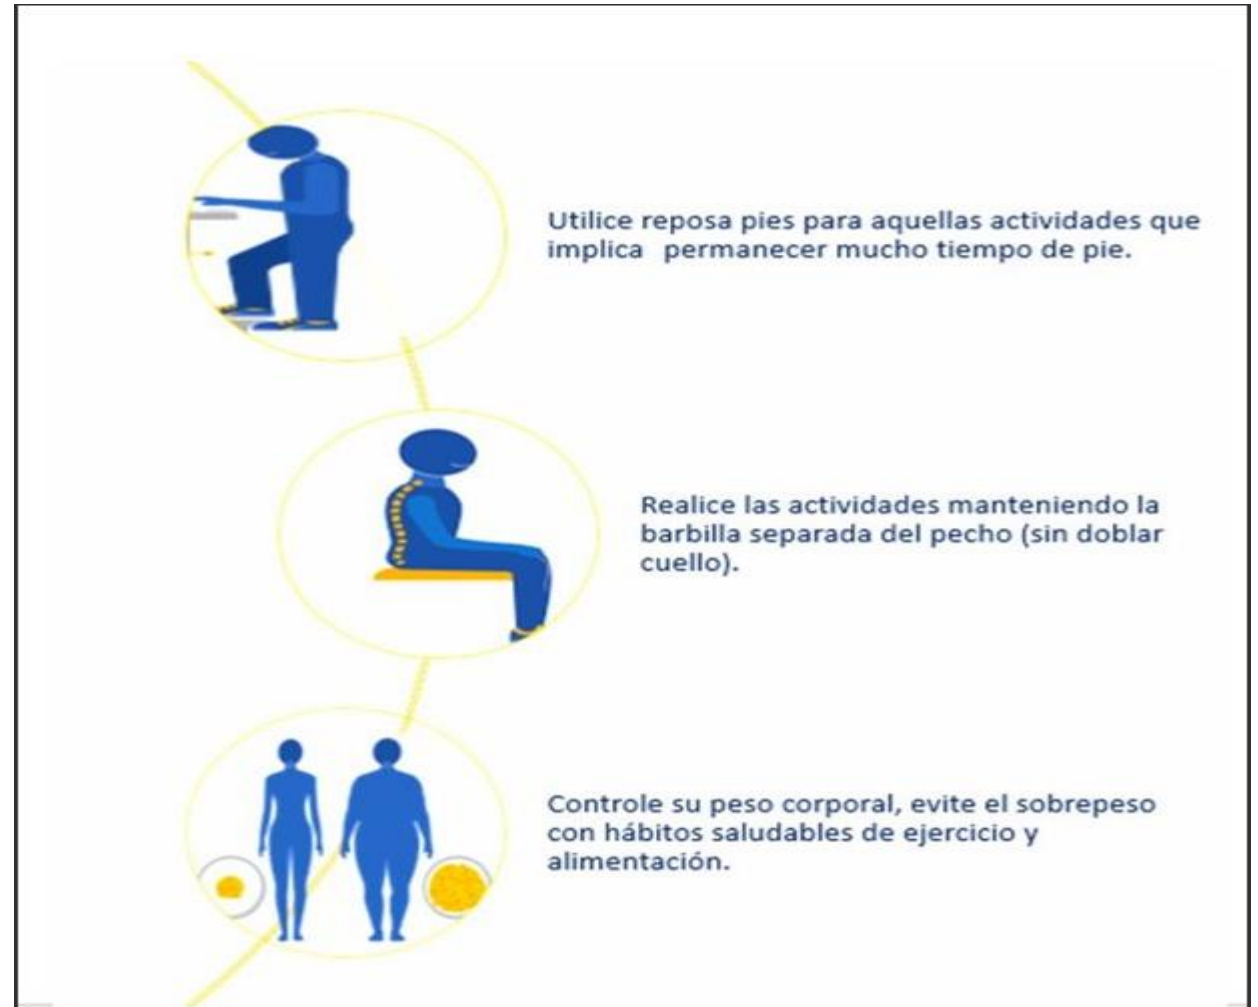 Utilice reposa pies para aquellas actividades que
implica permanecer mucho tiempo de pie.
Realice las actividades manteniendo la
barbilla separada del pecho (sin doblar
cuello).
Controle su peso corporal, evite el sobrepeso
con hábitos saludables de ejercicio y
alimentación.